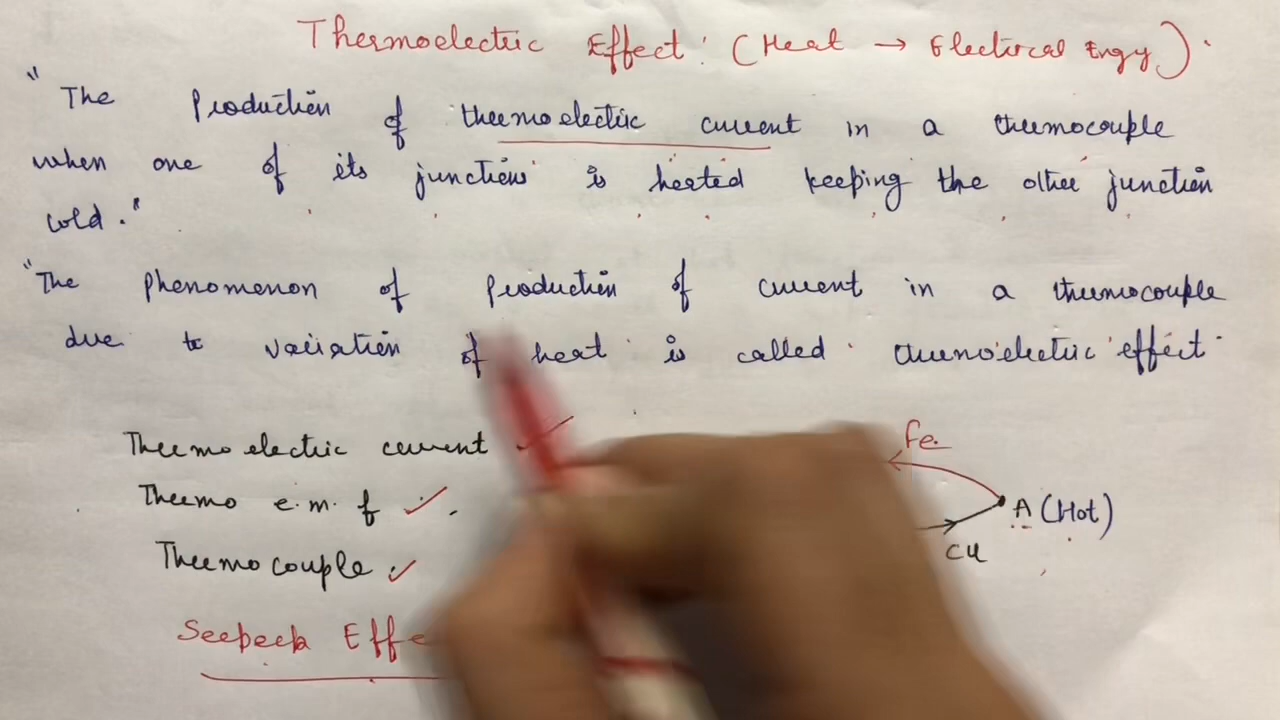 Thermoelectric Effect: (Heat → Electrical Engy).
"The production of thermoelectric current in a thermocouple
when one of its junctions is heated keeping the other junction
cold."
"The phenomenon of production of current in a thermocouple
due to variation of heat is called thermoelectric effect.
Thermoelectric current
Thermo e.m.f
Thermocouple
Seebeck Effe
Fe.
A (Hot)
Cu